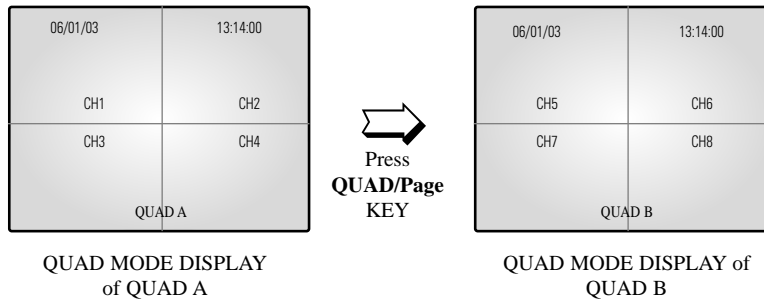 06/01/03 13:14:00
CH1 CH2
CH3 CH4
QUAD A
QUAD MODE DISPLAY
of QUAD A
Press
QUAD/Page
KEY
06/01/03 13:14:00
CH5 CH6
CH7 CH8
QUAD B
QUAD MODE DISPLAY of
QUAD B